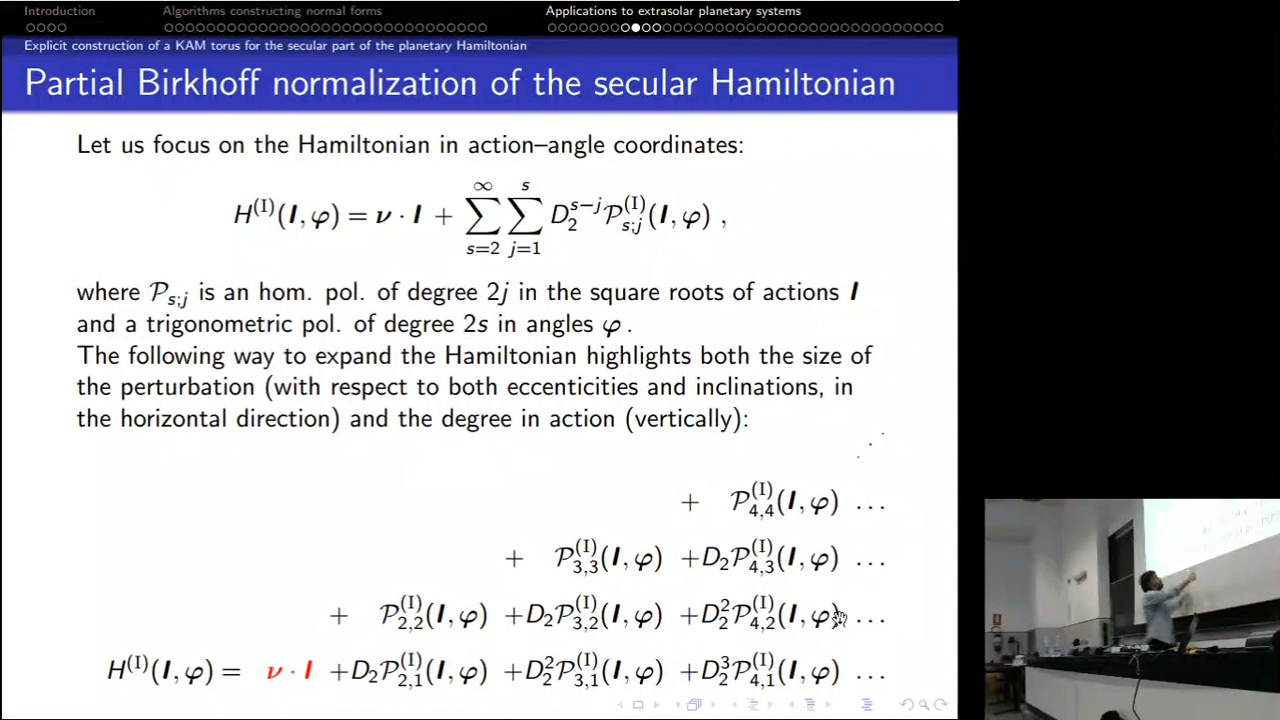 Introduction Algorithms constructing normal forms Applications to extrasolar planetary systems
Explicit construction of a KAM torus for the secular part of the planetary Hamiltonian
Partial Birkhoff normalization of the secular Hamiltonian
Let us focus on the Hamiltonian in action–angle coordinates:
H^{(I)}(I, φ) = ν · I + ∑_{s=2}^{∞} ∑_{j=1}^{s} D_2^{s−j} P_{s;j}^{(I)}(I, φ) ,
where P_{s;j} is an hom. pol. of degree 2j in the square roots of actions I
and a trigonometric pol. of degree 2s in angles φ .
The following way to expand the Hamiltonian highlights both the size of
the perturbation (with respect to both eccenticities and inclinations, in
the horizontal direction) and the degree in action (vertically):
+ P_{4,4}^{(I)}(I, φ) ...
+ P_{3,3}^{(I)}(I, φ) +D_2 P_{4,3}^{(I)}(I, φ) ...
+ P_{2,2}^{(I)}(I, φ) +D_2 P_{3,2}^{(I)}(I, φ) +D_2^2 P_{4,2}^{(I)}(I, φ) ...
H^{(I)}(I, φ) = ν · I +D_2 P_{2,1}^{(I)}(I, φ) +D_2^2 P_{3,1}^{(I)}(I, φ) +D_2^3 P_{4,1}^{(I)}(I, φ) ...